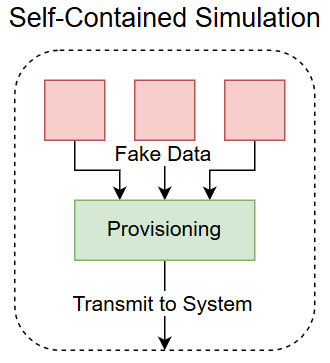 Self-Contained Simulation
Fake Data
Provisioning
Transmit to System